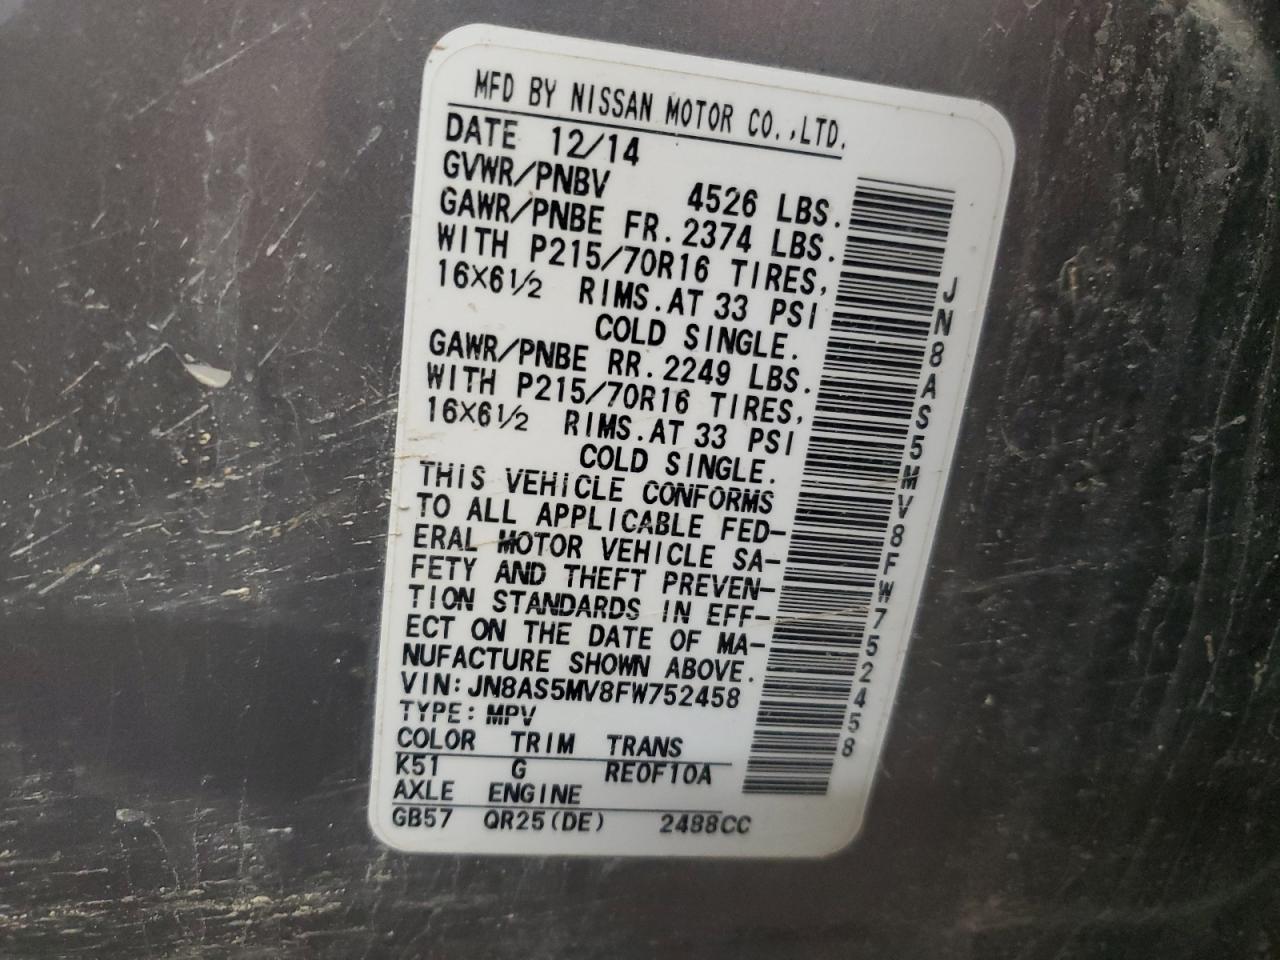 MFD BY NISSAN MOTOR CO.,LTD.
DATE 12/14
GVWR/PNBV 4526 LBS.
GAWR/PNBE FR. 2374 LBS.
WITH P215/70R16 TIRES,
16X6½ RIMS. AT 33 PSI
COLD SINGLE.
GAWR/PNBE RR. 2249 LBS.
WITH P215/70R16 TIRES,
16X6½ RIMS. AT 33 PSI
COLD SINGLE.
THIS VEHICLE CONFORMS
TO ALL APPLICABLE FED-
ERAL MOTOR VEHICLE SA-
FETY AND THEFT PREVEN-
TION STANDARDS IN EFF-
ECT ON THE DATE OF MA-
NUFACTURE SHOWN ABOVE.
VIN: JN8AS5MV8FW752458
TYPE: MPV
COLOR TRIM TRANS
K51 G RE0F10A
AXLE ENGINE
GB57 QR25(DE) 2488CC
JN8AS5MV8FW752458